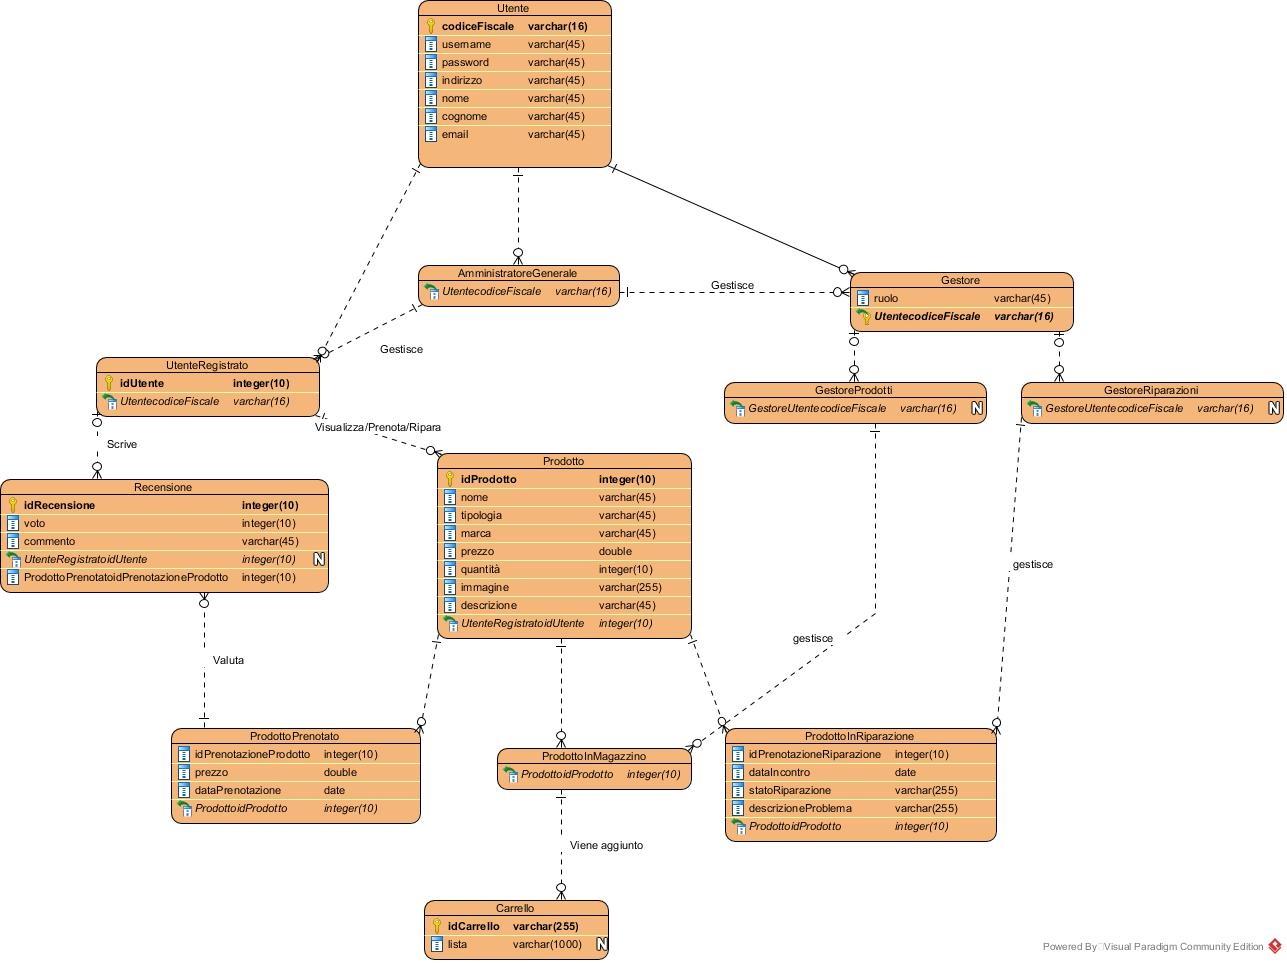 Utente
codiceFiscale varchar(16)
username varchar(45)
password varchar(45)
indirizzo varchar(45)
nome varchar(45)
cognome varchar(45)
email varchar(45)
AmministratoreGenerale
UtentecodiceFiscale varchar(16)
Gestisce
Gestore
ruolo varchar(45)
UtentecodiceFiscale varchar(16)
Gestisce
UtenteRegistrato
idUtente integer(10)
UtentecodiceFiscale varchar(16)
GestoreProdotti
GestoreUtentecodiceFiscale varchar(16) N
GestoreRiparazioni
GestoreUtentecodiceFiscale varchar(16) N
Visualizza/Prenota/Ripara
Scrive
Recensione
idRecensione integer(10)
voto integer(10)
commento varchar(45)
UtenteRegistratoidUtente integer(10) N
ProdottoPrenotatoidPrenotazioneProdotto integer(10)
Prodotto
idProdotto integer(10)
nome varchar(45)
tipologia varchar(45)
marca varchar(45)
prezzo double
quantità integer(10)
immagine varchar(255)
descrizione varchar(45)
UtenteRegistratoidUtente integer(10)
gestisce
gestisce
Valuta
ProdottoPrenotato
idPrenotazioneProdotto integer(10)
prezzo double
dataPrenotazione date
ProdottoidProdotto integer(10)
ProdottoInMagazzino
ProdottoidProdotto integer(10)
ProdottoInRiparazione
idPrenotazioneRiparazione integer(10)
dataIncontro date
statoRiparazione varchar(255)
descrizioneProblema varchar(255)
ProdottoidProdotto integer(10)
Viene aggiunto
Carrello
idCarrello varchar(255)
lista varchar(1000) N
Powered By Visual Paradigm Community Edition